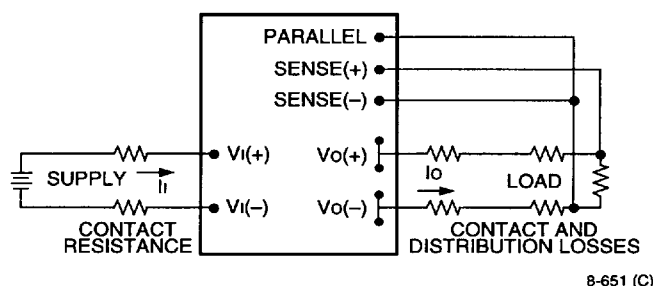 PARALLEL
SENSE(+)
SENSE(–)
VI(+) VO(+)
SUPPLY II IO LOAD
VI(–) VO(–)
CONTACT RESISTANCE
CONTACT AND DISTRIBUTION LOSSES
8-651 (C)